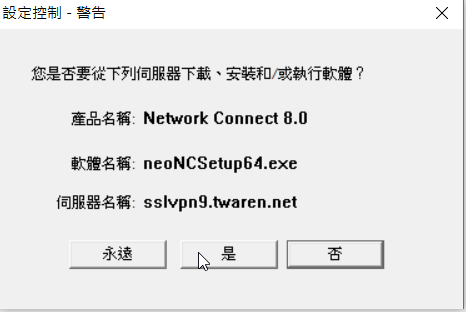 設定控制 - 警告
您是否要從下列伺服器下載、安裝和/或執行軟體？
產品名稱: Network Connect 8.0
軟體名稱: neoNCSetup64.exe
伺服器名稱: sslvpn9.twaren.net
永遠 是 否